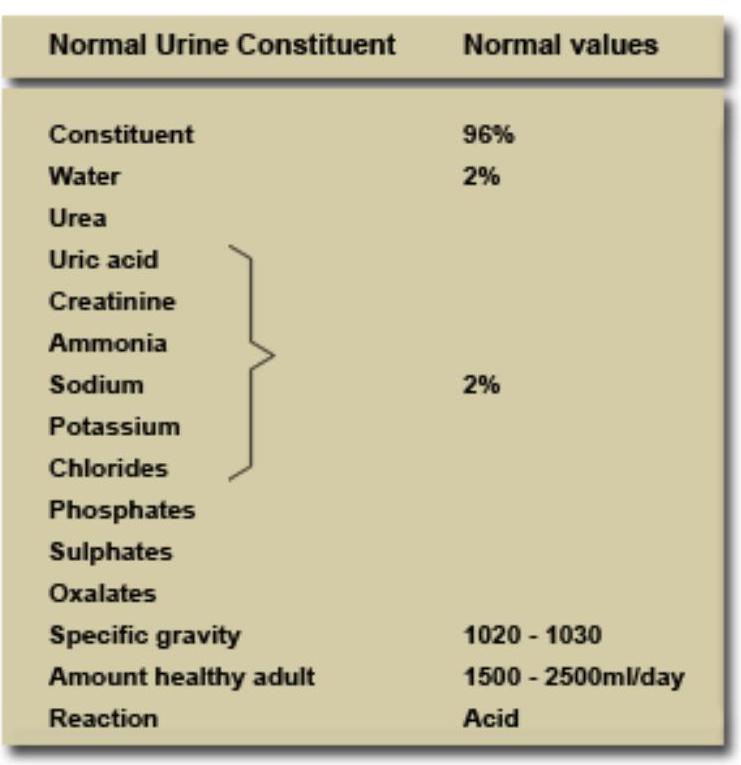 Normal Urine Constituent Normal values
Constituent 96%
Water 2%
Urea
Uric acid
Creatinine
Ammonia
Sodium 2%
Potassium
Chlorides
Phosphates
Sulphates
Oxalates
Specific gravity 1020 - 1030
Amount healthy adult 1500 - 2500ml/day
Reaction Acid